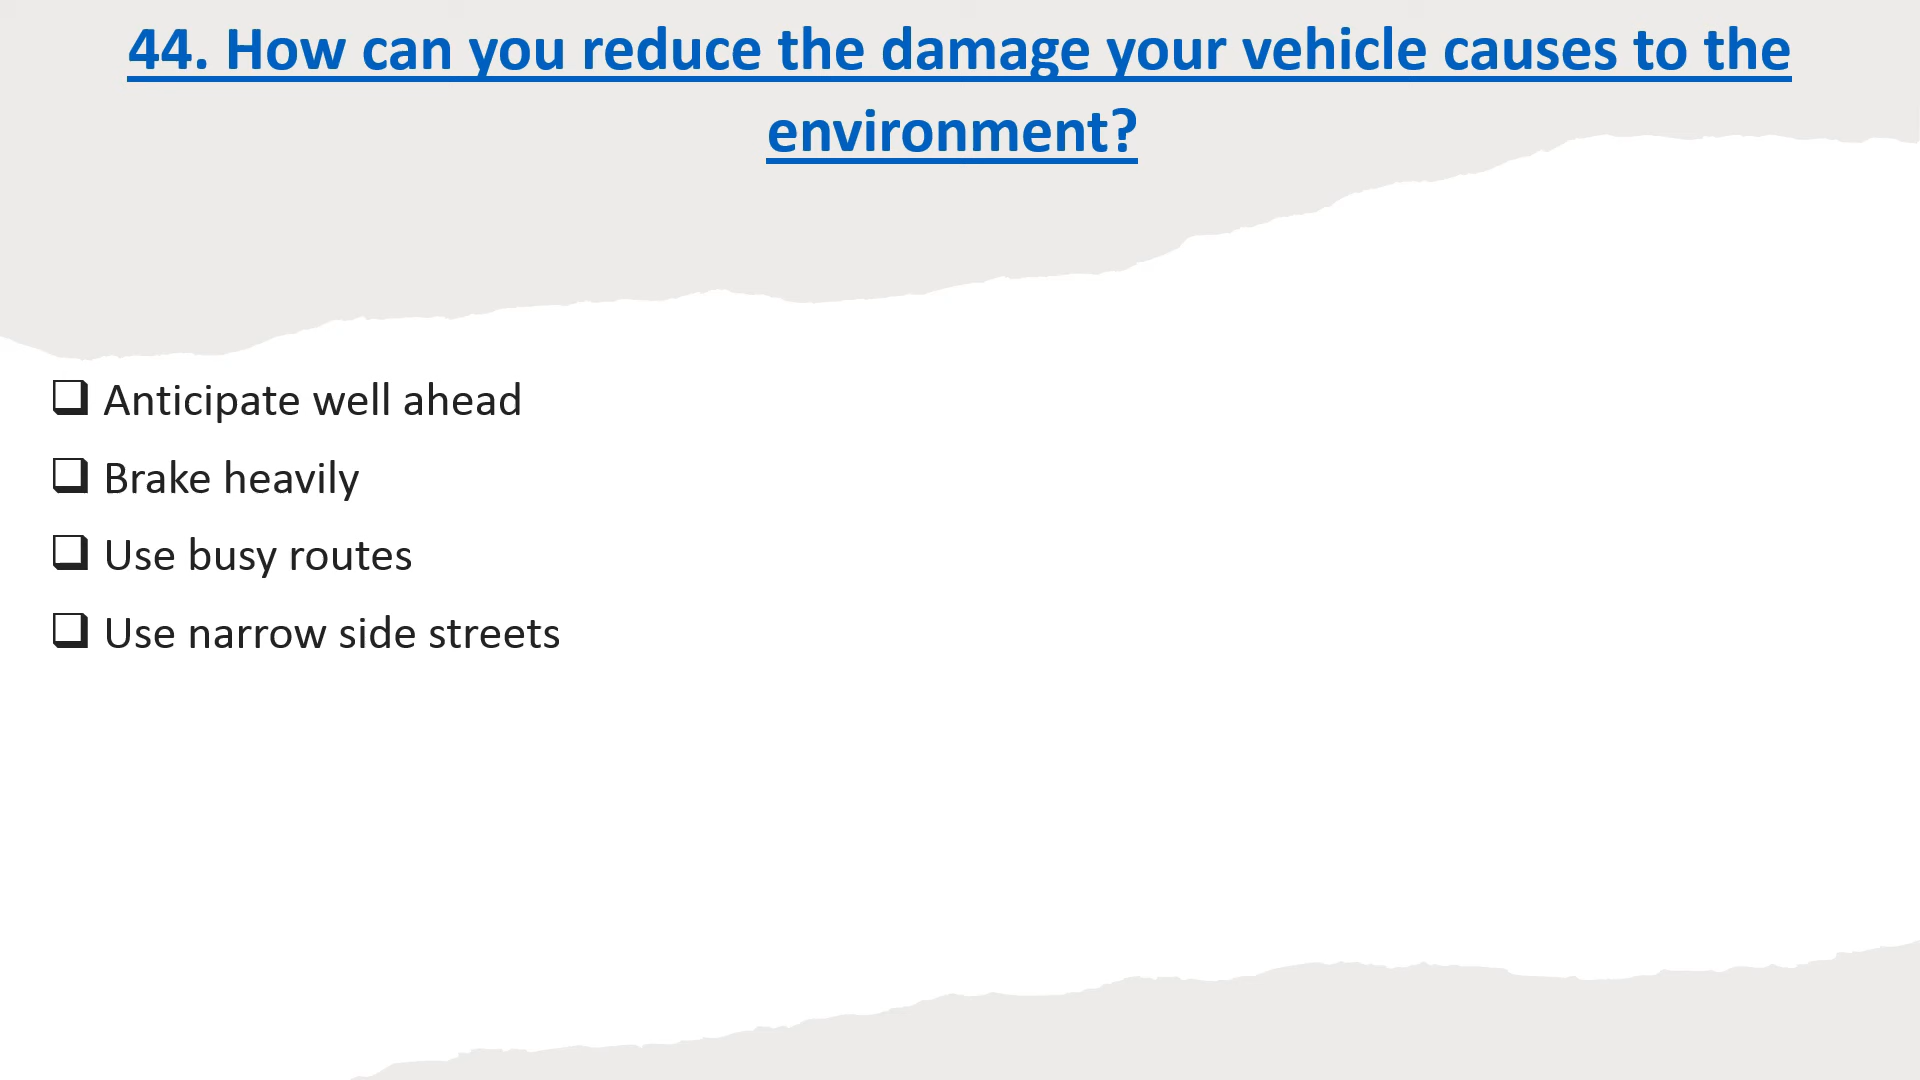 44. How can you reduce the damage your vehicle causes to the
environment?
Anticipate well ahead
Brake heavily
Use busy routes
Use narrow side streets